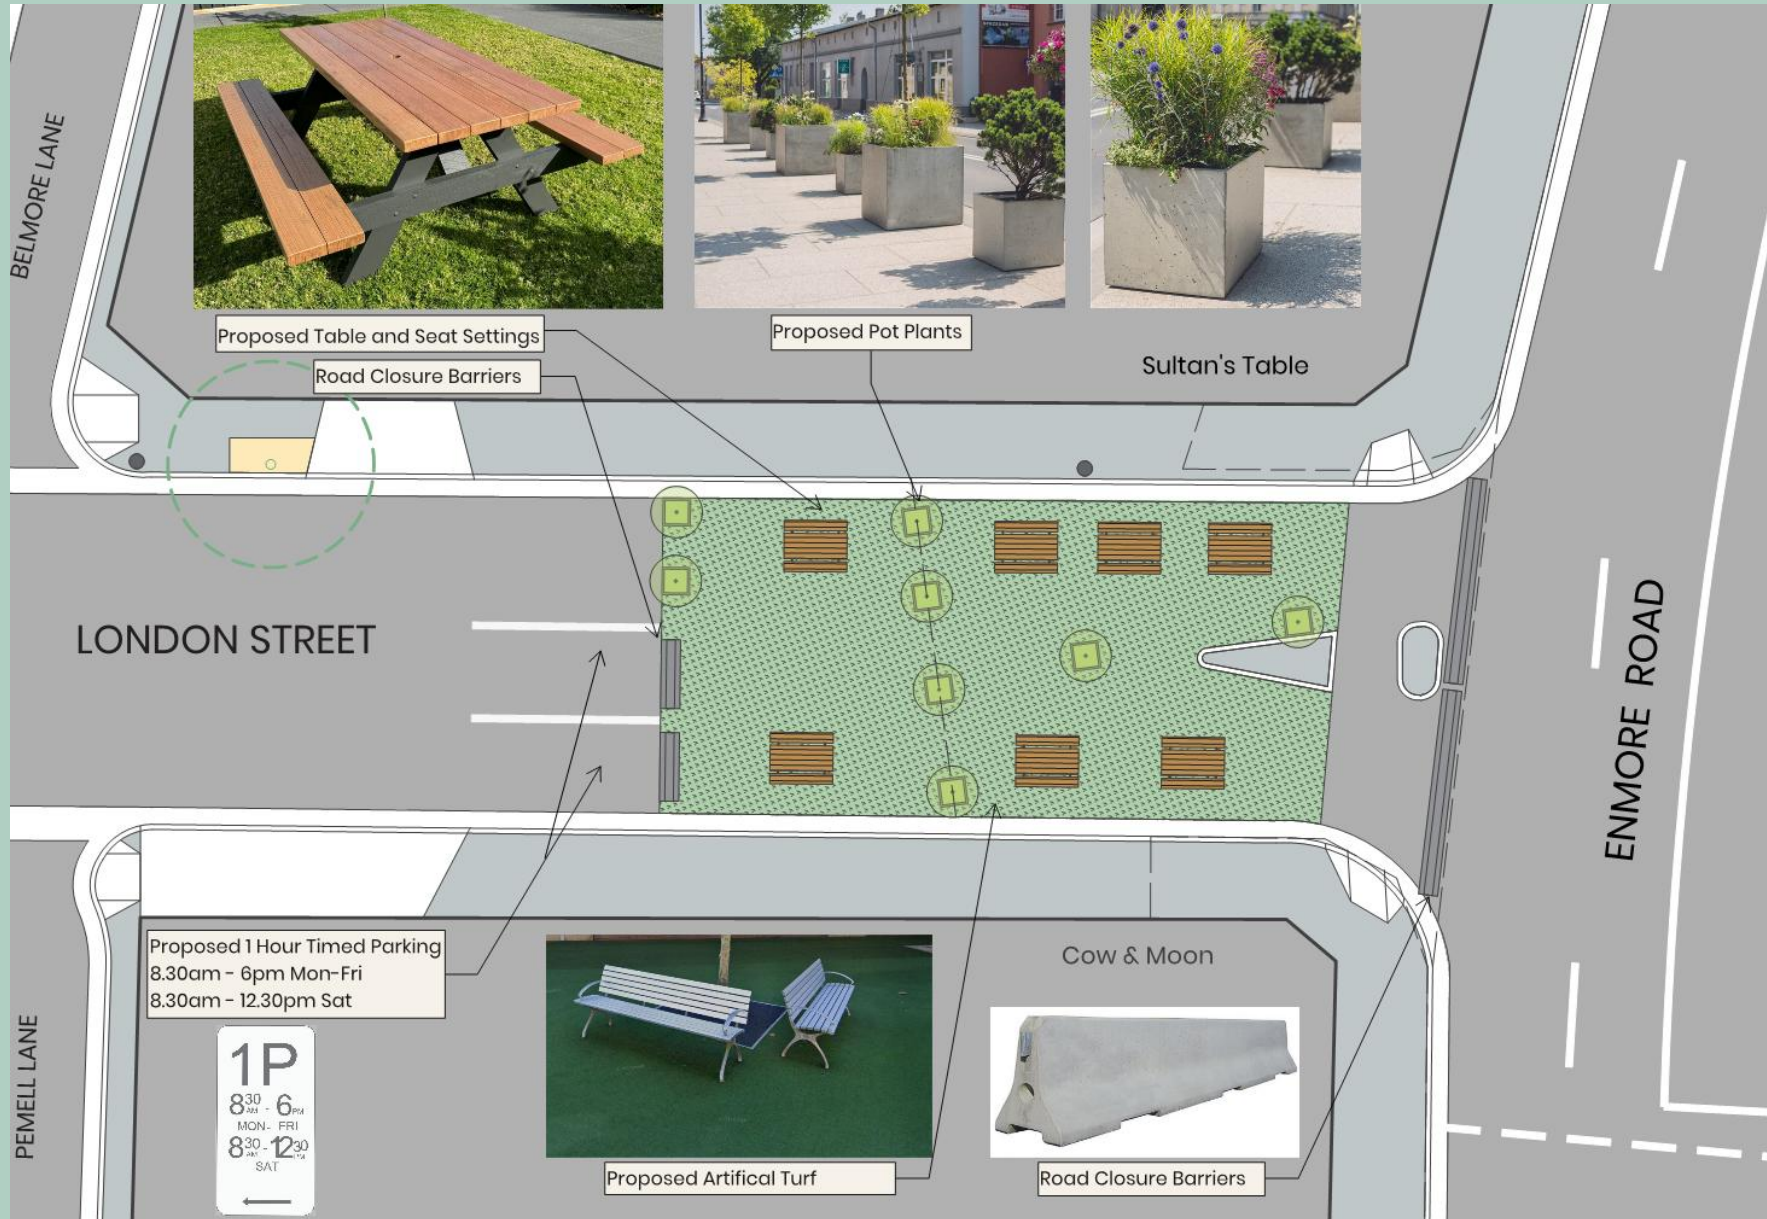 BELMORE LANE
Proposed Table and Seat Settings
Road Closure Barriers
Proposed Pot Plants
Sultan's Table
LONDON STREET
ENMORE ROAD
Proposed 1 Hour Timed Parking
8.30am - 6pm Mon-Fri
8.30am - 12.30pm Sat
PEMELL LANE
1P
8 30 AM - 6 PM
MON - FRI
8 30 AM - 12 30 PM
SAT
Cow & Moon
Proposed Artifical Turf
Road Closure Barriers